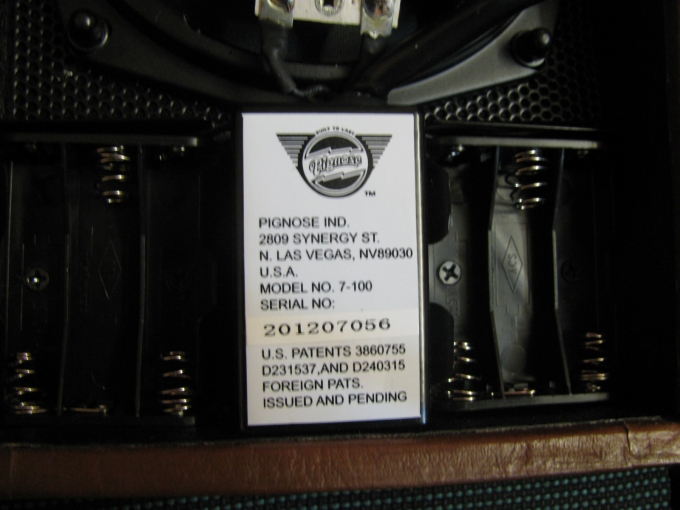 BUILT TO LAST
Pignose
TM
PIGNOSE IND.
2809 SYNERGY ST.
N. LAS VEGAS, NV89030
U.S.A.
MODEL NO. 7-100
SERIAL NO:
201207056
U.S. PATENTS 3860755
D231537,AND D240315
FOREIGN PATS.
ISSUED AND PENDING